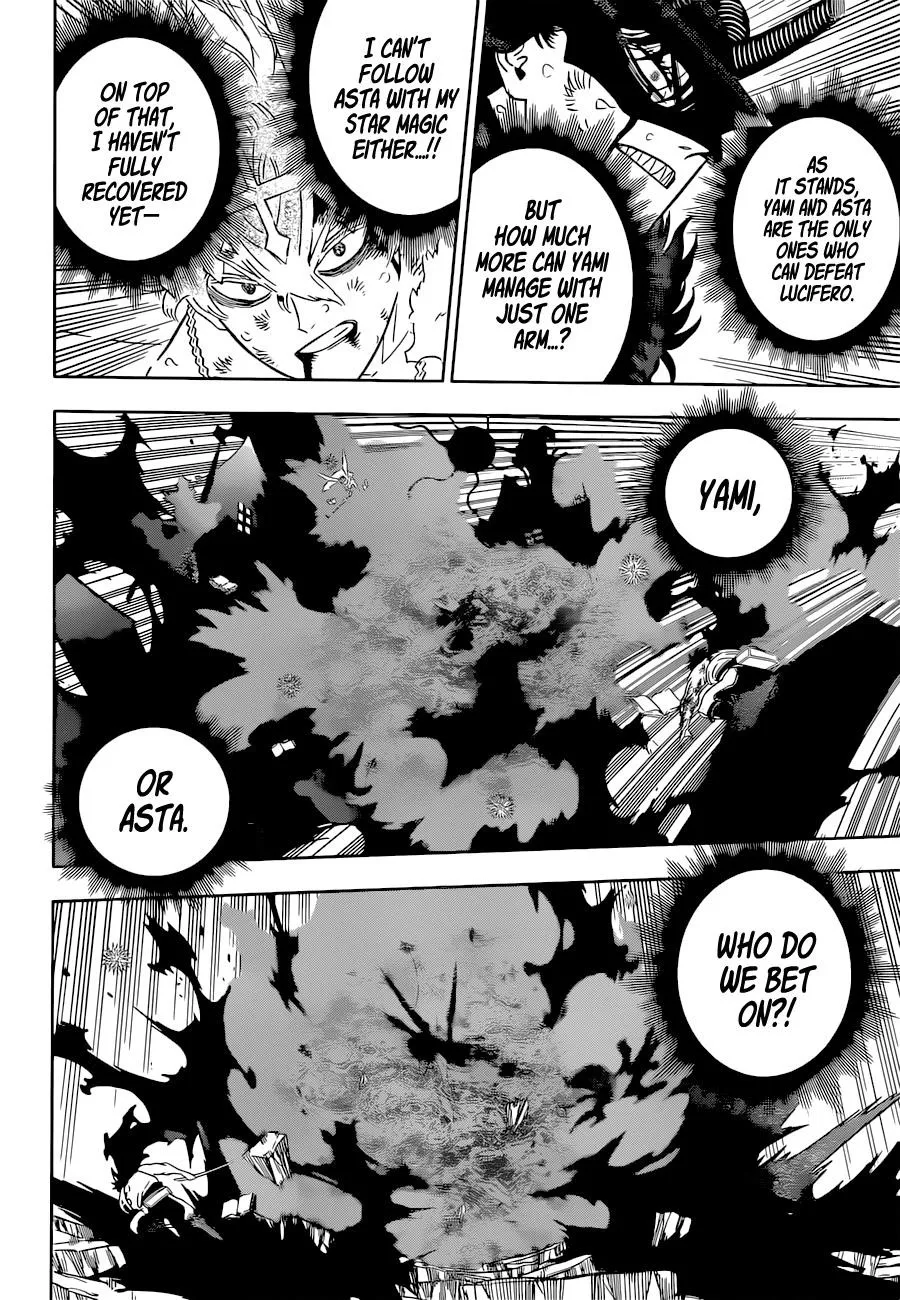 AS
IT STANDS,
YAMI AND ASTA
ARE THE ONLY
ONES WHO
CAN DEFEAT
LUCIFERO.
BUT
HOW MUCH
MORE CAN YAMI
MANAGE WITH
JUST ONE
ARM...?
I CAN'T
FOLLOW
ASTA WITH MY
STAR MAGIC
EITHER...!!
ON TOP
OF THAT,
I HAVEN'T
FULLY
RECOVERED
YET—
YAMI,
OR
ASTA.
WHO DO
WE BET
ON?!